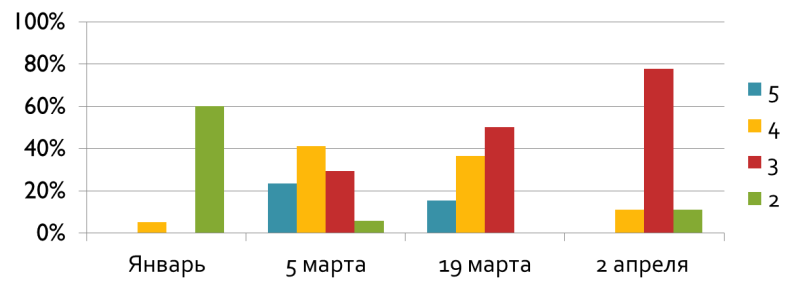 100%
80%
60%
40%
20%
0%
Январь
5 марта
19 марта
2 апреля
5
4
3
2